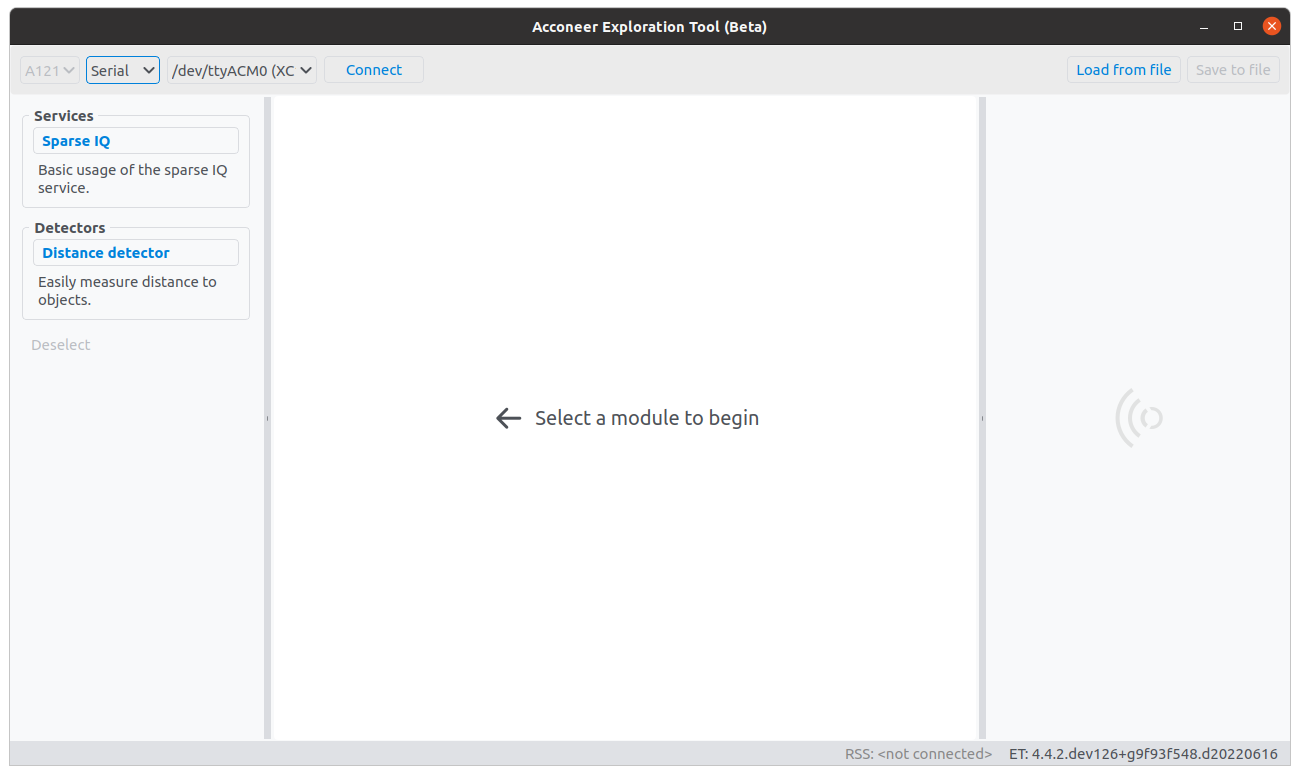 Acconeer Exploration Tool (Beta)
A121 Serial /dev/ttyACM0 (XC Connect Load from file Save to file
Services
Sparse IQ
Basic usage of the sparse IQ
service.
Detectors
Distance detector
Easily measure distance to
objects.
Deselect
Select a module to begin
RSS: <not connected> ET: 4.4.2.dev126+g9f93f548.d20220616